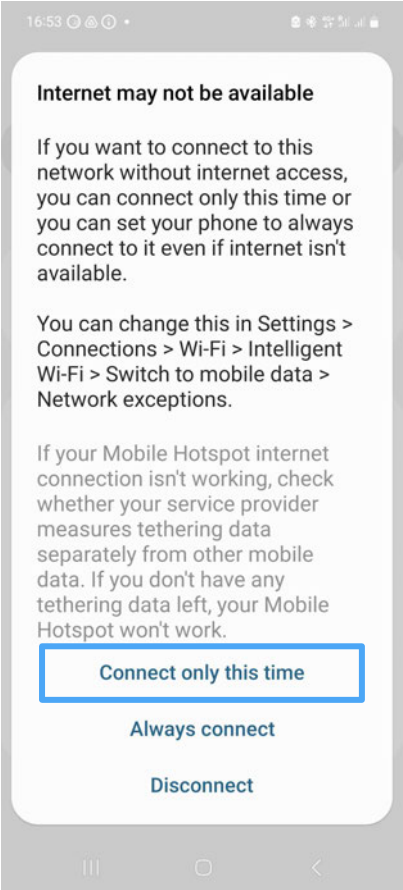 16:53
Internet may not be available
If you want to connect to this
network without internet access,
you can connect only this time or
you can set your phone to always
connect to it even if internet isn't
available.
You can change this in Settings >
Connections > Wi-Fi > Intelligent
Wi-Fi > Switch to mobile data >
Network exceptions.
If your Mobile Hotspot internet
connection isn't working, check
whether your service provider
measures tethering data
separately from other mobile
data. If you don't have any
tethering data left, your Mobile
Hotspot won't work.
Connect only this time
Always connect
Disconnect